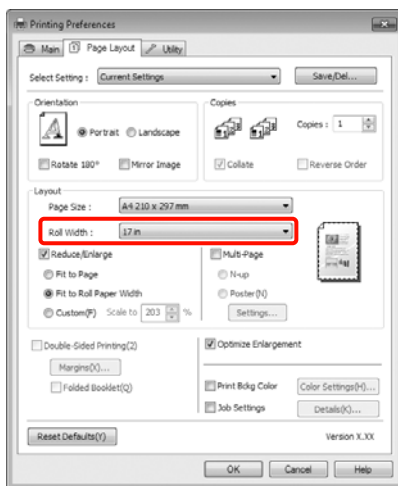 Printing Preferences
Main Page Layout Utility
Select Setting : Current Settings Save/Del...
Orientation Copies
Portrait Landscape Copies : 1
Rotate 180° Mirror Image Collate Reverse Order
Layout
Page Size : A4 210 x 297 mm
Roll Width : 17 in
Reduce/Enlarge Multi-Page
Fit to Page N-up
Fit to Roll Paper Width Poster(N)
Custom(F) Scale to 203 % Settings...
Double-Sided Printing(2) Optimize Enlargement
Margins(X)...
Folded Booklet(Q) Print Bckg Color Color Settings(H)...
Job Settings Details(K)...
Reset Defaults(Y) Version X.XX
OK Cancel Help